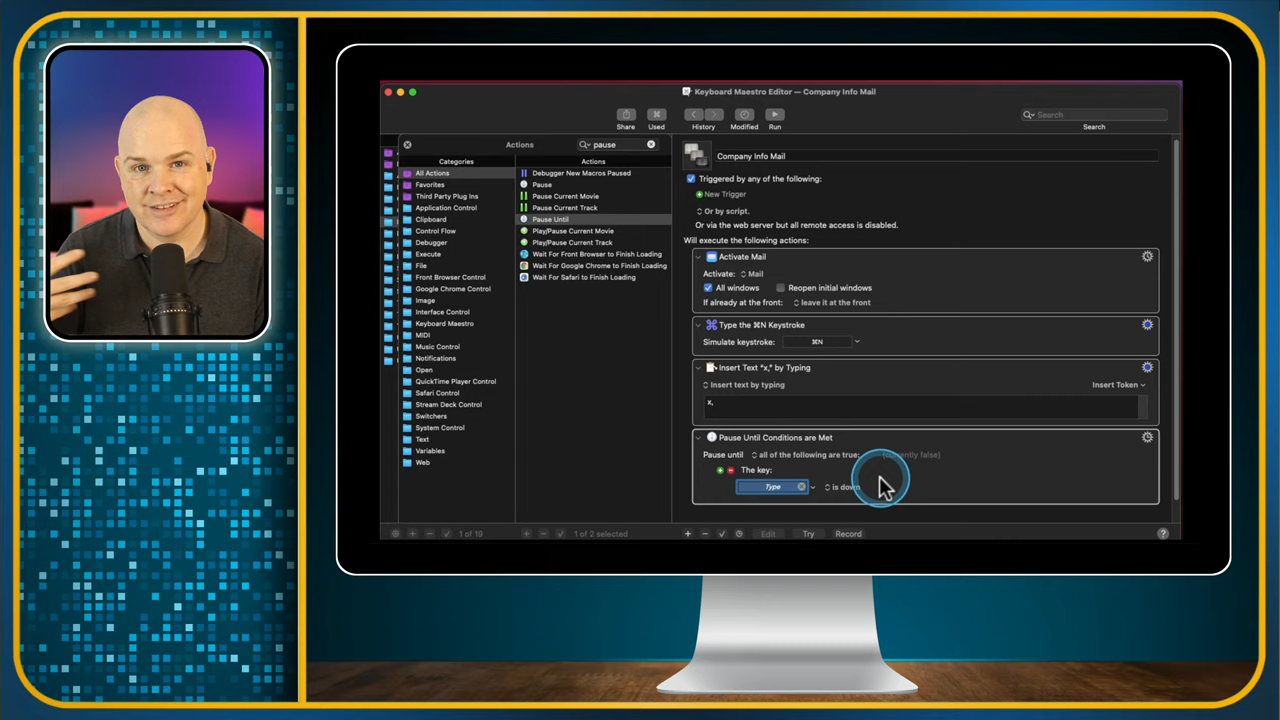 Keyboard Maestro Editor — Company Info Mail
Share
Used
History
Modified
Run
Search
Search
Actions
pause
Categories
Actions
All Actions
Favorites
Third Party Plug Ins
Application Control
Clipboard
Control Flow
Debugger
Execute
File
Front Browser Control
Google Chrome Control
Image
Interface Control
Keyboard Maestro
MIDI
Music Control
Notifications
Open
QuickTime Player Control
Safari Control
Stream Deck Control
Switchers
System Control
Text
Variables
Web
Debugger New Macros Paused
Pause
Pause Current Movie
Pause Current Track
Pause Until
Play/Pause Current Movie
Play/Pause Current Track
Wait For Front Browser to Finish Loading
Wait For Google Chrome to Finish Loading
Wait For Safari to Finish Loading
Company Info Mail
Triggered by any of the following:
New Trigger
Or by script.
Or via the web server but all remote access is disabled.
Will execute the following actions:
Activate Mail
Activate: Mail
All windows Reopen initial windows
If already at the front: leave it at the front
Type the ⌘N Keystroke
Simulate keystroke: ⌘N
Insert Text “x,” by Typing
Insert text by typing Insert Token
x,
Pause Until Conditions are Met
Pause until all of the following are true: (currently false)
The key:
Type is down
1 of 19
1 of 2 selected
Edit
Try
Record